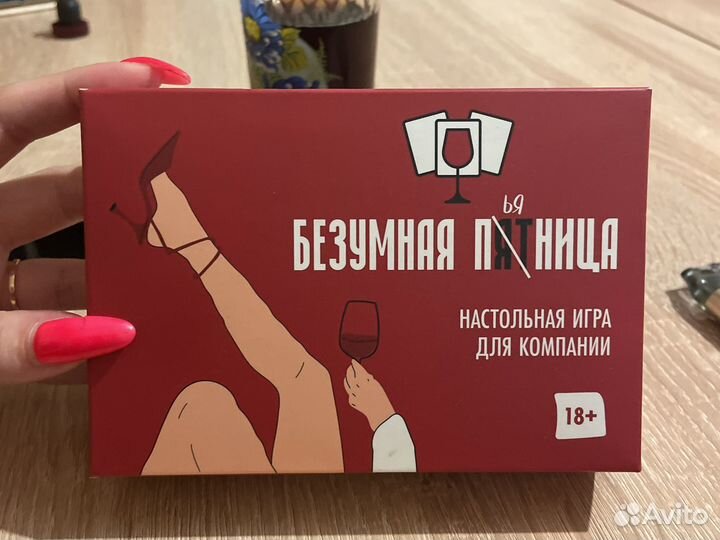 ья
БЕЗУМНАЯ ПЯТНИЦА
НАСТОЛЬНАЯ ИГРА
ДЛЯ КОМПАНИИ
18+
Avito